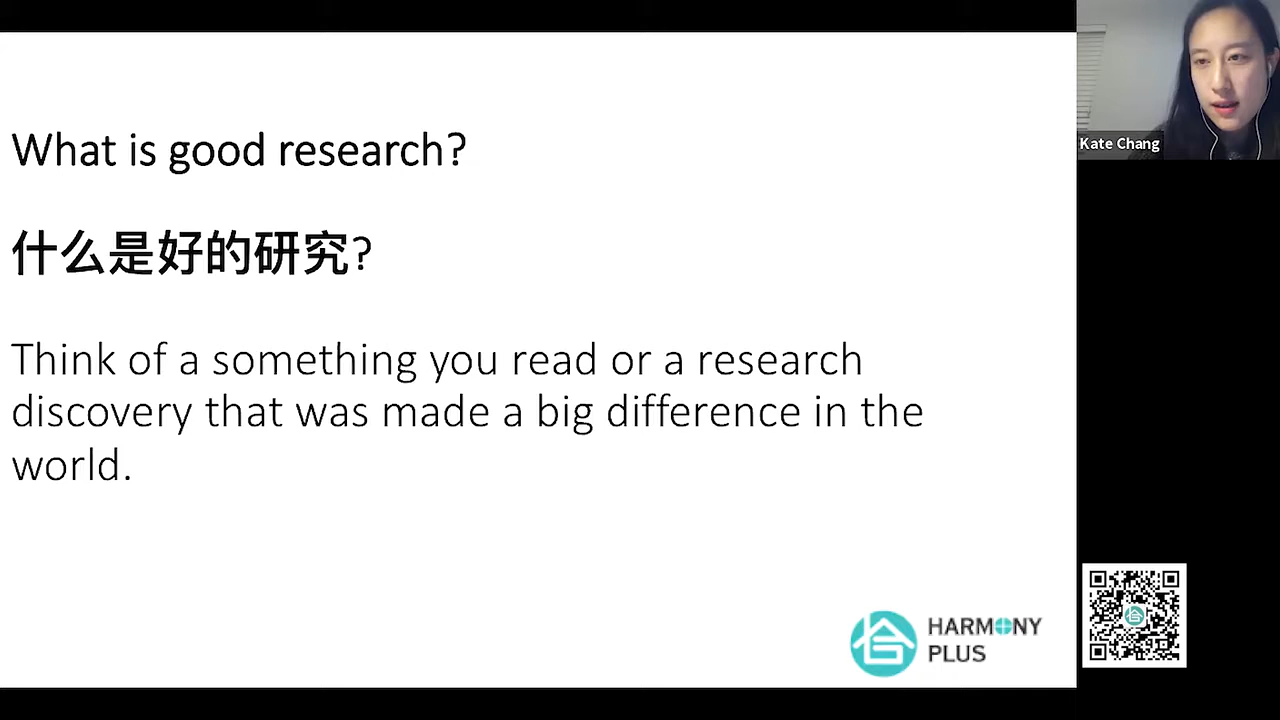 What is good research?
什么是好的研究?
Think of a something you read or a research
discovery that was made a big difference in the
world.
HARMONY
PLUS
Kate Chang